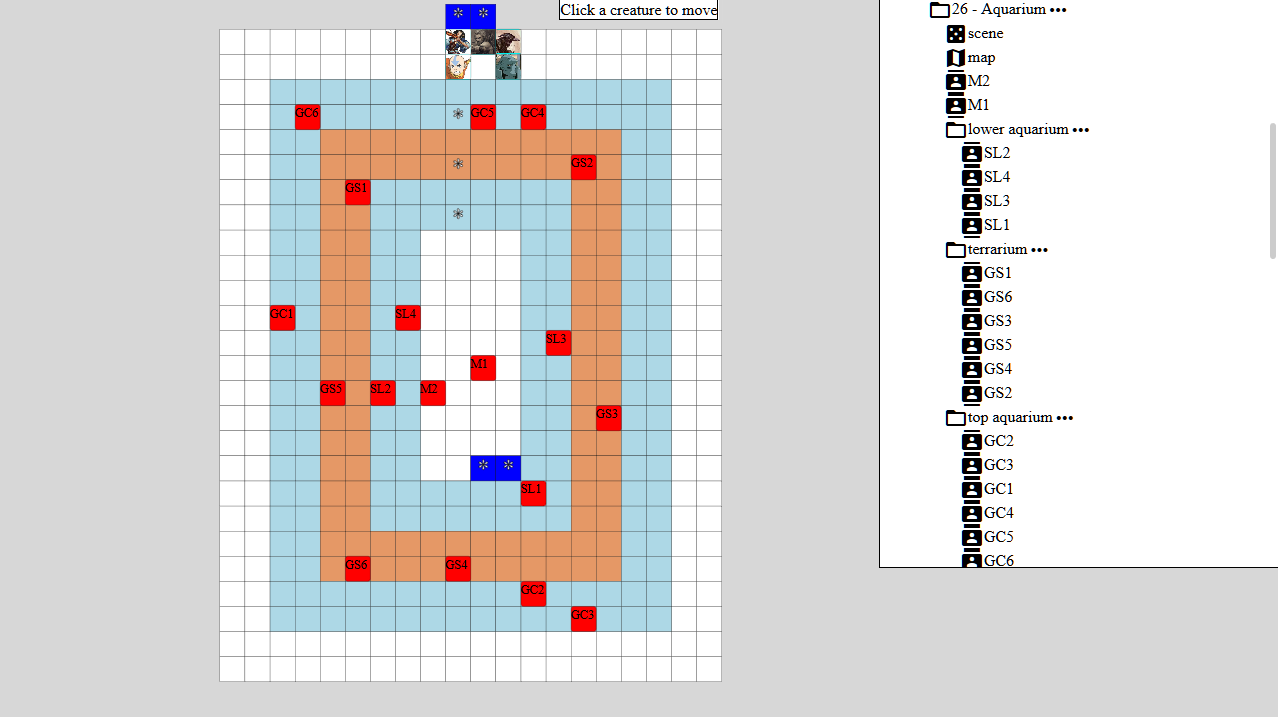 Click a creature to move
GC6
GC5
GC4
GS2
GS1
GC1
SL4
SL3
M1
GS5
SL2
M2
GS3
SL1
GS6
GS4
GC2
GC3
26 - Aquarium •••
scene
map
M2
M1
lower aquarium •••
SL2
SL4
SL3
SL1
terrarium •••
GS1
GS6
GS3
GS5
GS4
GS2
top aquarium •••
GC2
GC3
GC1
GC4
GC5
GC6